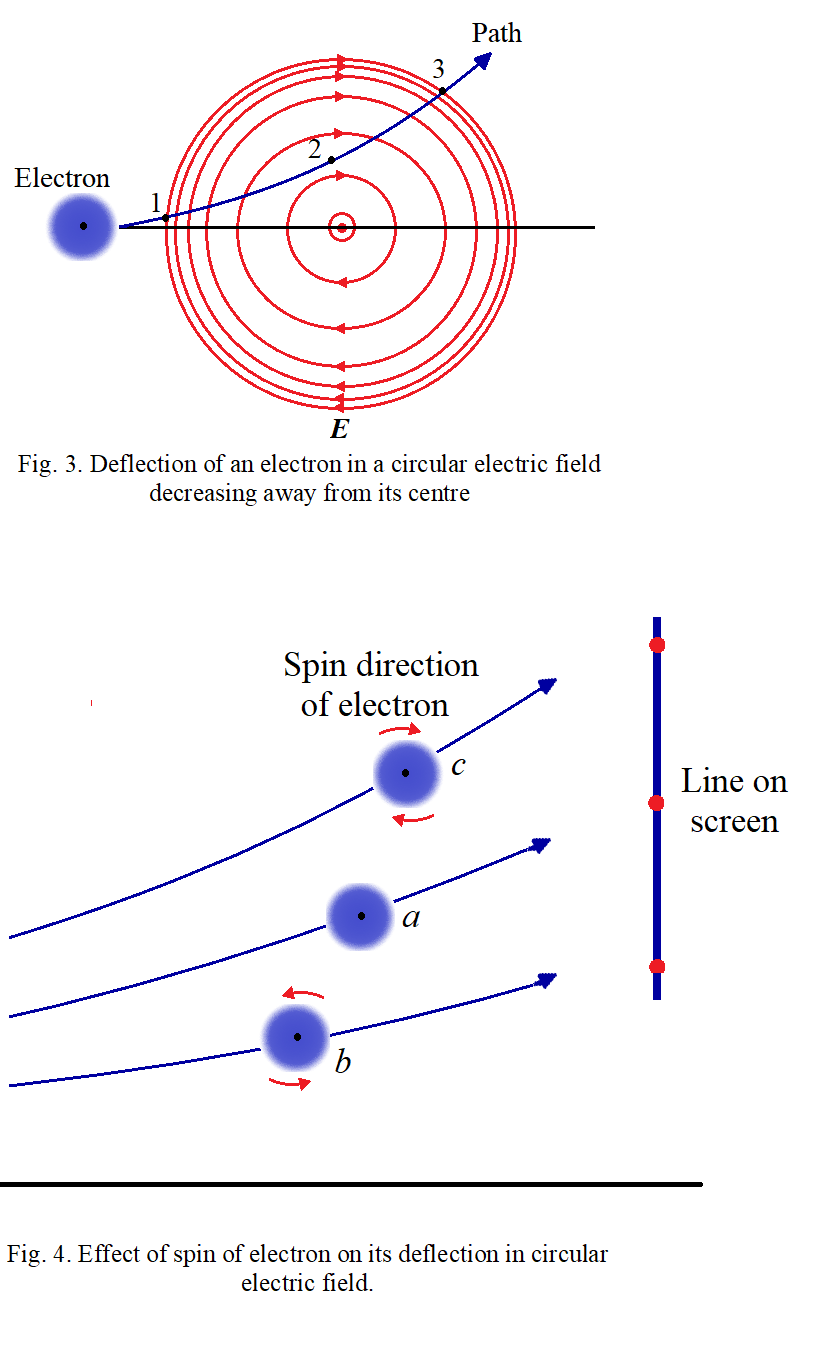 Path
3
2
Electron
1
E
Fig. 3. Deflection of an electron in a circular electric field
decreasing away from its centre
Spin direction
of electron
c
Line on
screen
a
b
Fig. 4. Effect of spin of electron on its deflection in circular
electric field.